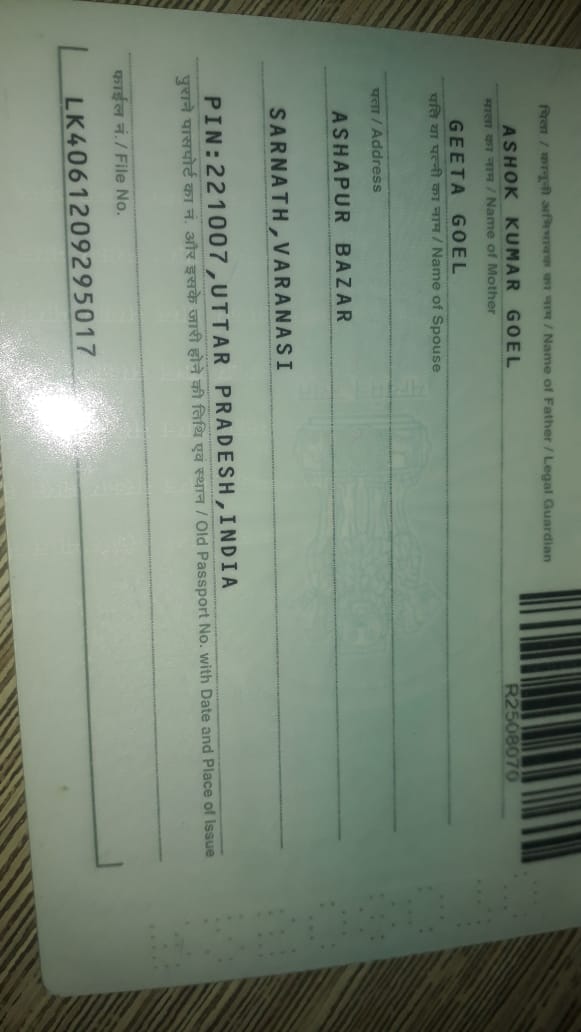 पिता / कानूनी अभिभावक का नाम / Name of Father / Legal Guardian
ASHOK KUMAR GOEL
R2508070
माता का नाम / Name of Mother
GEETA GOEL
पति या पत्नी का नाम / Name of Spouse
पता / Address
ASHAPUR BAZAR
SARNATH,VARANASI
PIN:221007,UTTAR PRADESH,INDIA
पुराने पासपोर्ट का नं. और इसके जारी होने की तिथि एवं स्थान / Old Passport No. with Date and Place of Issue
फाईल नं. / File No.
LK4061209295017